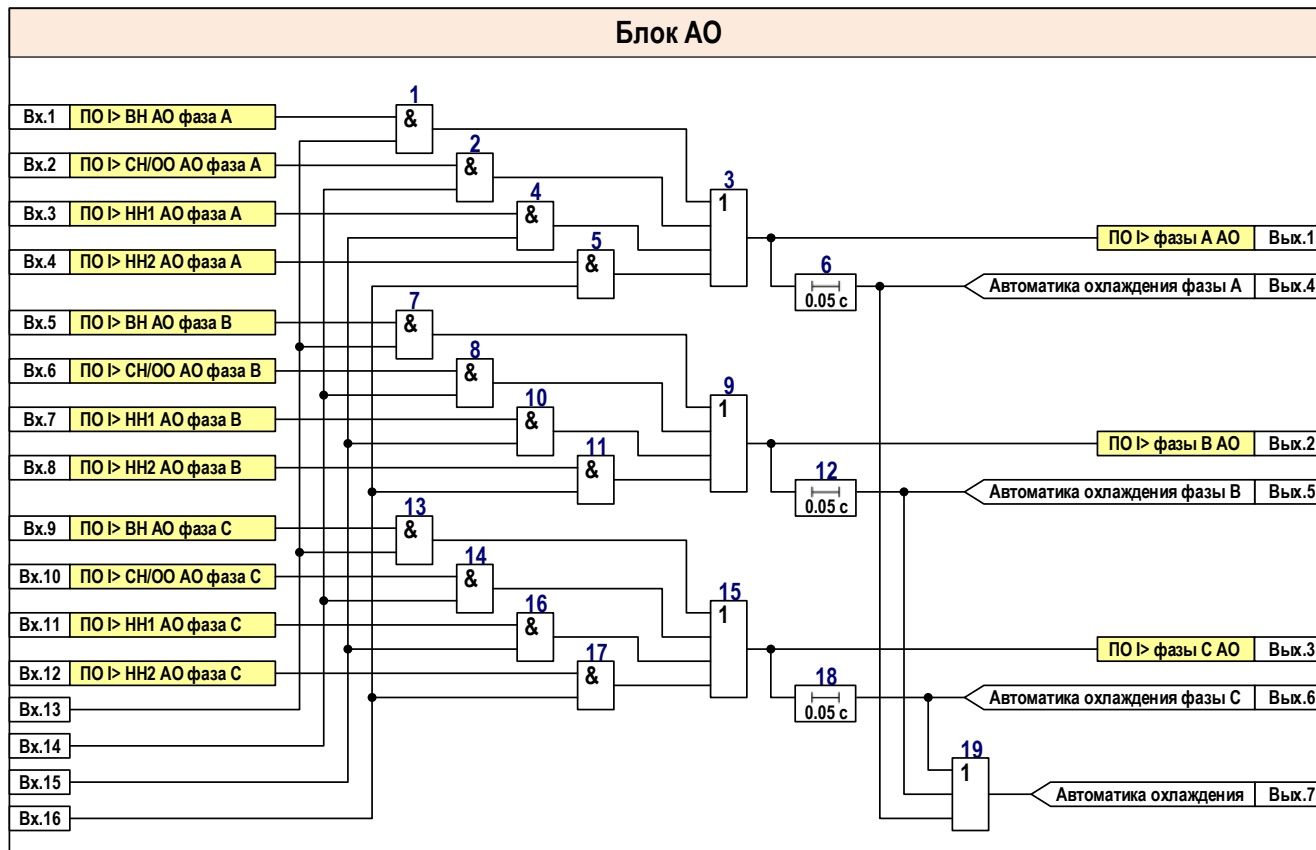 Блок АО
1
Вх.1 ПО I> ВН АО фаза А &
2
Вх.2 ПО I> СН/ОО АО фаза А &
4 3
Вх.3 ПО I> НН1 АО фаза А & 1
5
Вх.4 ПО I> НН2 АО фаза А &
ПО I> фазы А АО Вых.1
6
0.05 с
Автоматика охлаждения фазы А Вых.4
7
Вх.5 ПО I> ВН АО фаза В &
8
Вх.6 ПО I> СН/ОО АО фаза В &
10 9
Вх.7 ПО I> НН1 АО фаза В & 1
11
Вх.8 ПО I> НН2 АО фаза В &
ПО I> фазы В АО Вых.2
12
0.05 с
Автоматика охлаждения фазы В Вых.5
13
Вх.9 ПО I> ВН АО фаза С &
14
Вх.10 ПО I> СН/ОО АО фаза С &
16 15
Вх.11 ПО I> НН1 АО фаза С & 1
17
Вх.12 ПО I> НН2 АО фаза С &
ПО I> фазы С АО Вых.3
18
0.05 с
Автоматика охлаждения фазы С Вых.6
Вх.13
Вх.14
Вх.15
Вх.16
19
1
Автоматика охлаждения Вых.7